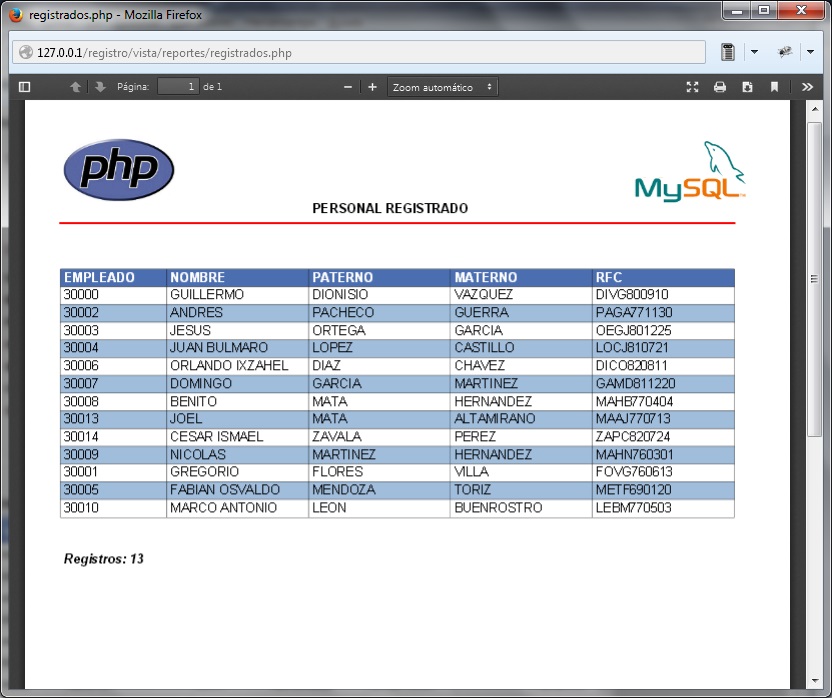 registrados.php - Mozilla Firefox
127.0.0.1/registro/vista/reportes/registrados.php
Página: 1 de 1 Zoom automático
php
MySQL™
PERSONAL REGISTRADO
EMPLEADO NOMBRE PATERNO MATERNO RFC
30000 GUILLERMO DIONISIO VAZQUEZ DIVG800910
30002 ANDRES PACHECO GUERRA PAGA771130
30003 JESUS ORTEGA GARCIA OEGJ801225
30004 JUAN BULMARO LOPEZ CASTILLO LOCJ810721
30006 ORLANDO IXZAHEL DIAZ CHAVEZ DICO820811
30007 DOMINGO GARCIA MARTINEZ GAMD811220
30008 BENITO MATA HERNANDEZ MAHB770404
30013 JOEL MATA ALTAMIRANO MAAJ770713
30014 CESAR ISMAEL ZAVALA PEREZ ZAPC820724
30009 NICOLAS MARTINEZ HERNANDEZ MAHN760301
30001 GREGORIO FLORES VILLA FOVG760613
30005 FABIAN OSVALDO MENDOZA TORIZ METF690120
30010 MARCO ANTONIO LEON BUENROSTRO LEBM770503
Registros: 13